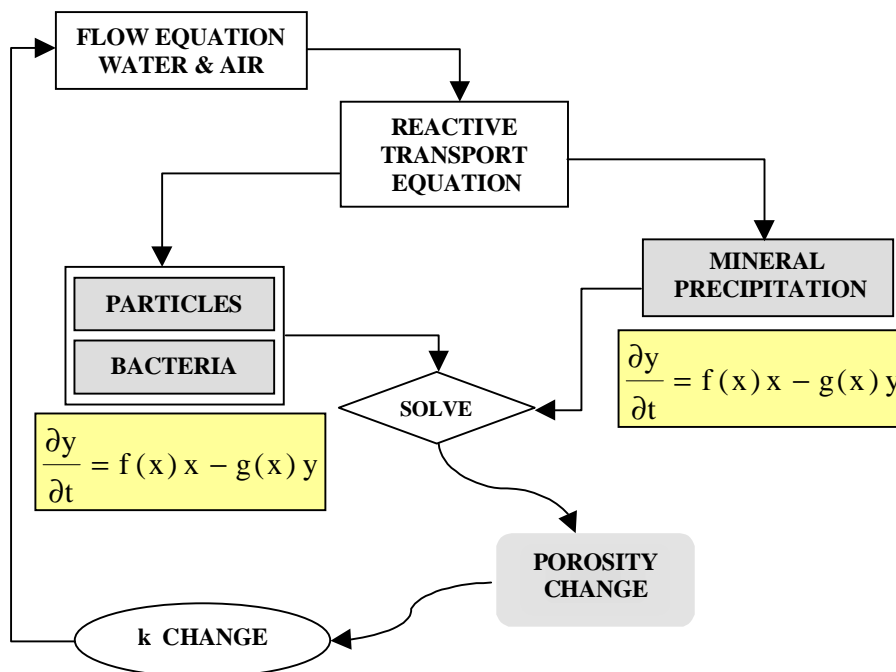 FLOW EQUATION
WATER & AIR
REACTIVE
TRANSPORT
EQUATION
MINERAL
PRECIPITATION
PARTICLES
BACTERIA
∂y/∂t = f(x)x − g(x)y
SOLVE
∂y/∂t = f(x)x − g(x)y
POROSITY
CHANGE
k CHANGE